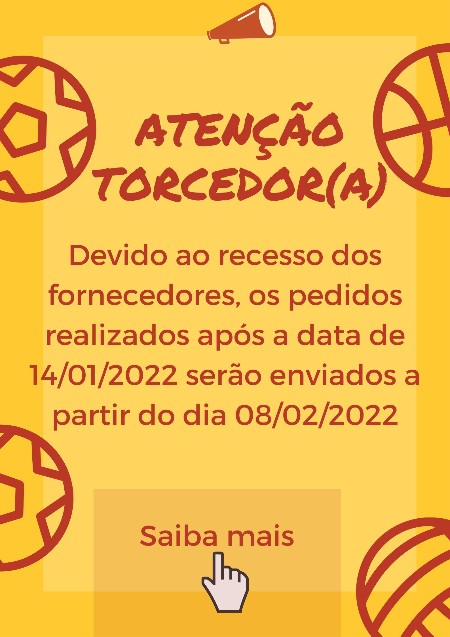 ATENÇÃO
TORCEDOR(A)
Devido ao recesso dos
fornecedores, os pedidos
realizados após a data de
14/01/2022 serão enviados a
partir do dia 08/02/2022
Saiba mais